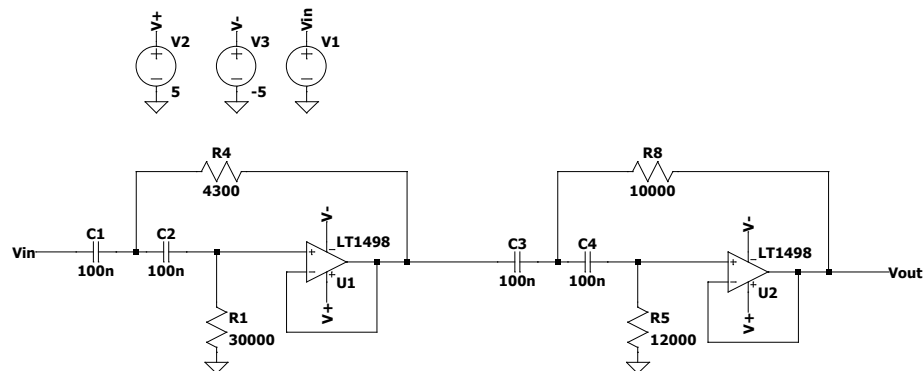 V+
V-
Vin
V2
V3
V1
5
-5
R4
4300
R8
10000
V-
V-
C1
C2
LT1498
C3
C4
LT1498
Vin
100n
100n
U1
100n
100n
U2
Vout
V+
V+
R1
30000
R5
12000